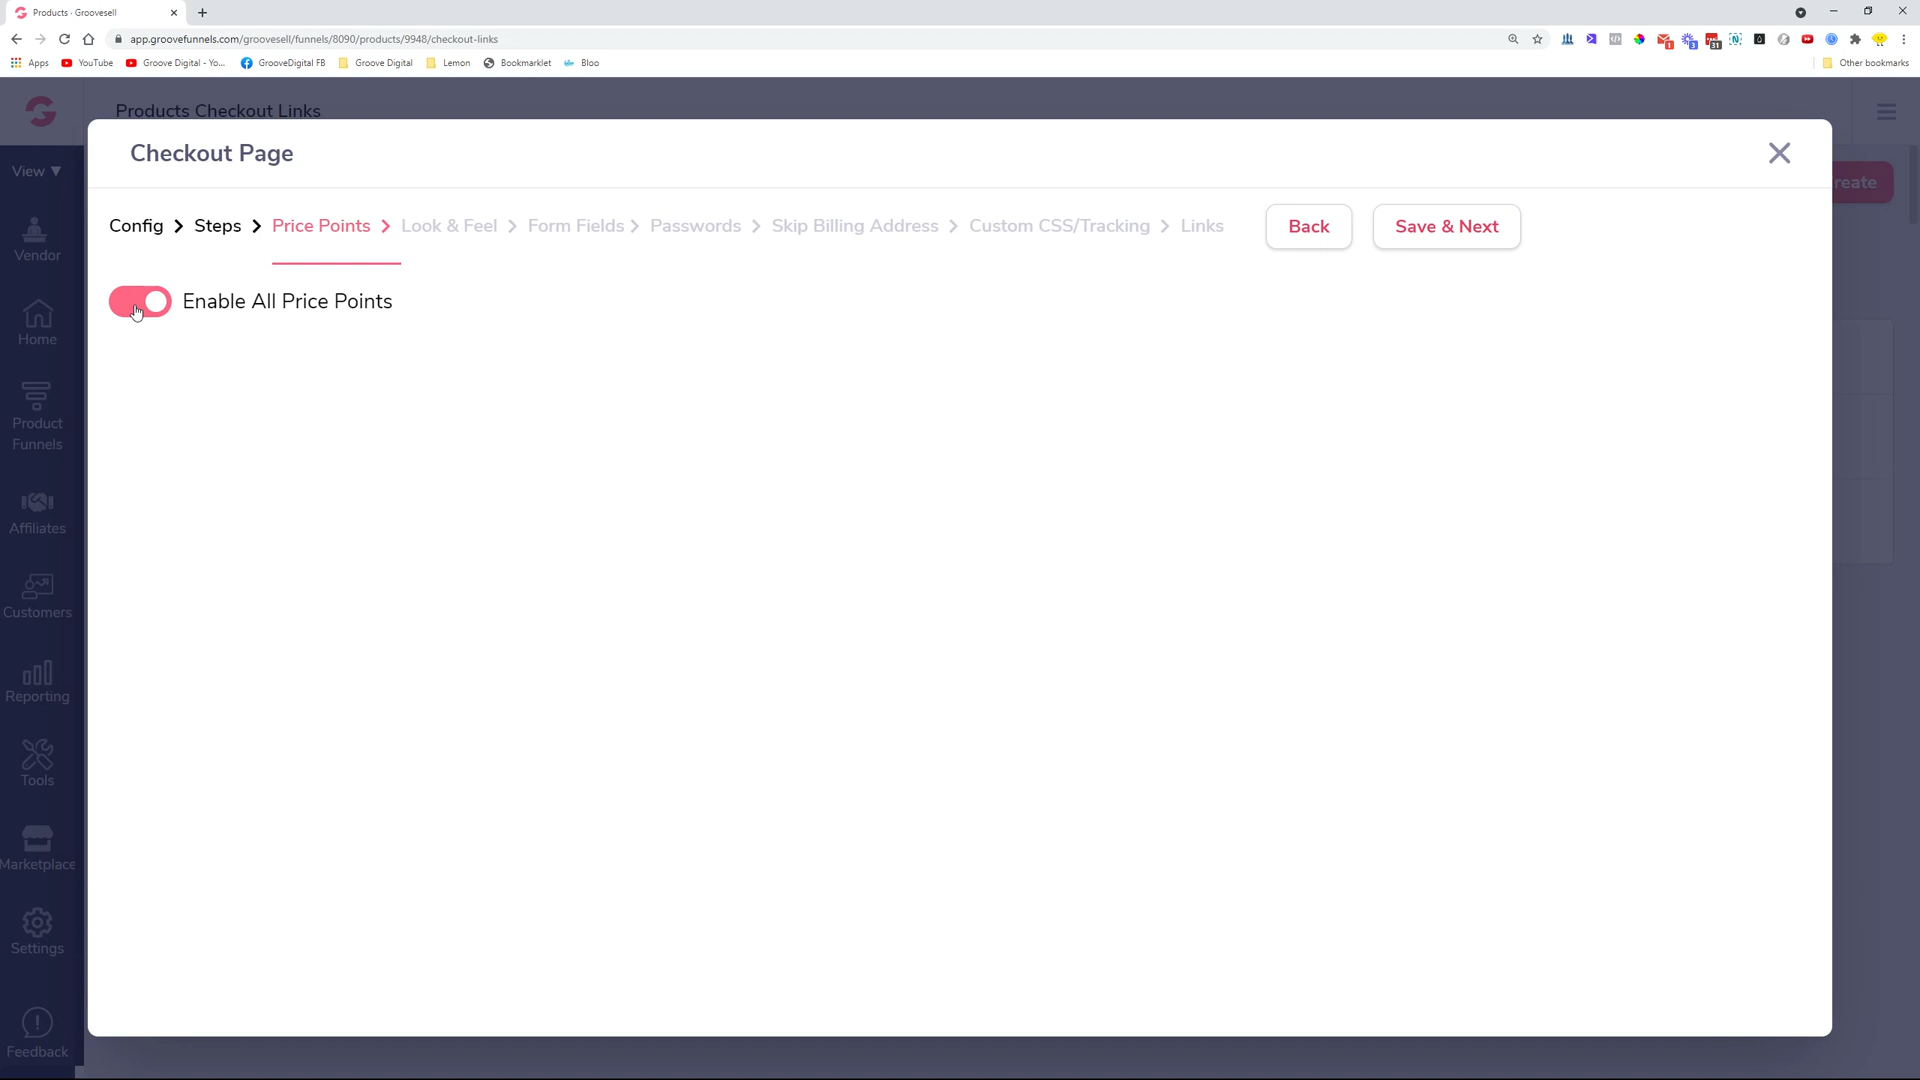 Products - Groovesell
app.groovefunnels.com/groovesell/funnels/8090/products/9948/checkout-links
Apps YouTube Groove Digital - Yo... GrooveDigital FB Groove Digital Lemon Bookmarklet Bloo Other bookmarks
Products Checkout Links
View
Checkout Page
reate
Config Steps Price Points Look & Feel Form Fields Passwords Skip Billing Address Custom CSS/Tracking Links Back Save & Next
Enable All Price Points
Vendor
Home
Product
Funnels
Affiliates
Customers
Reporting
Tools
Marketplace
Settings
Feedback